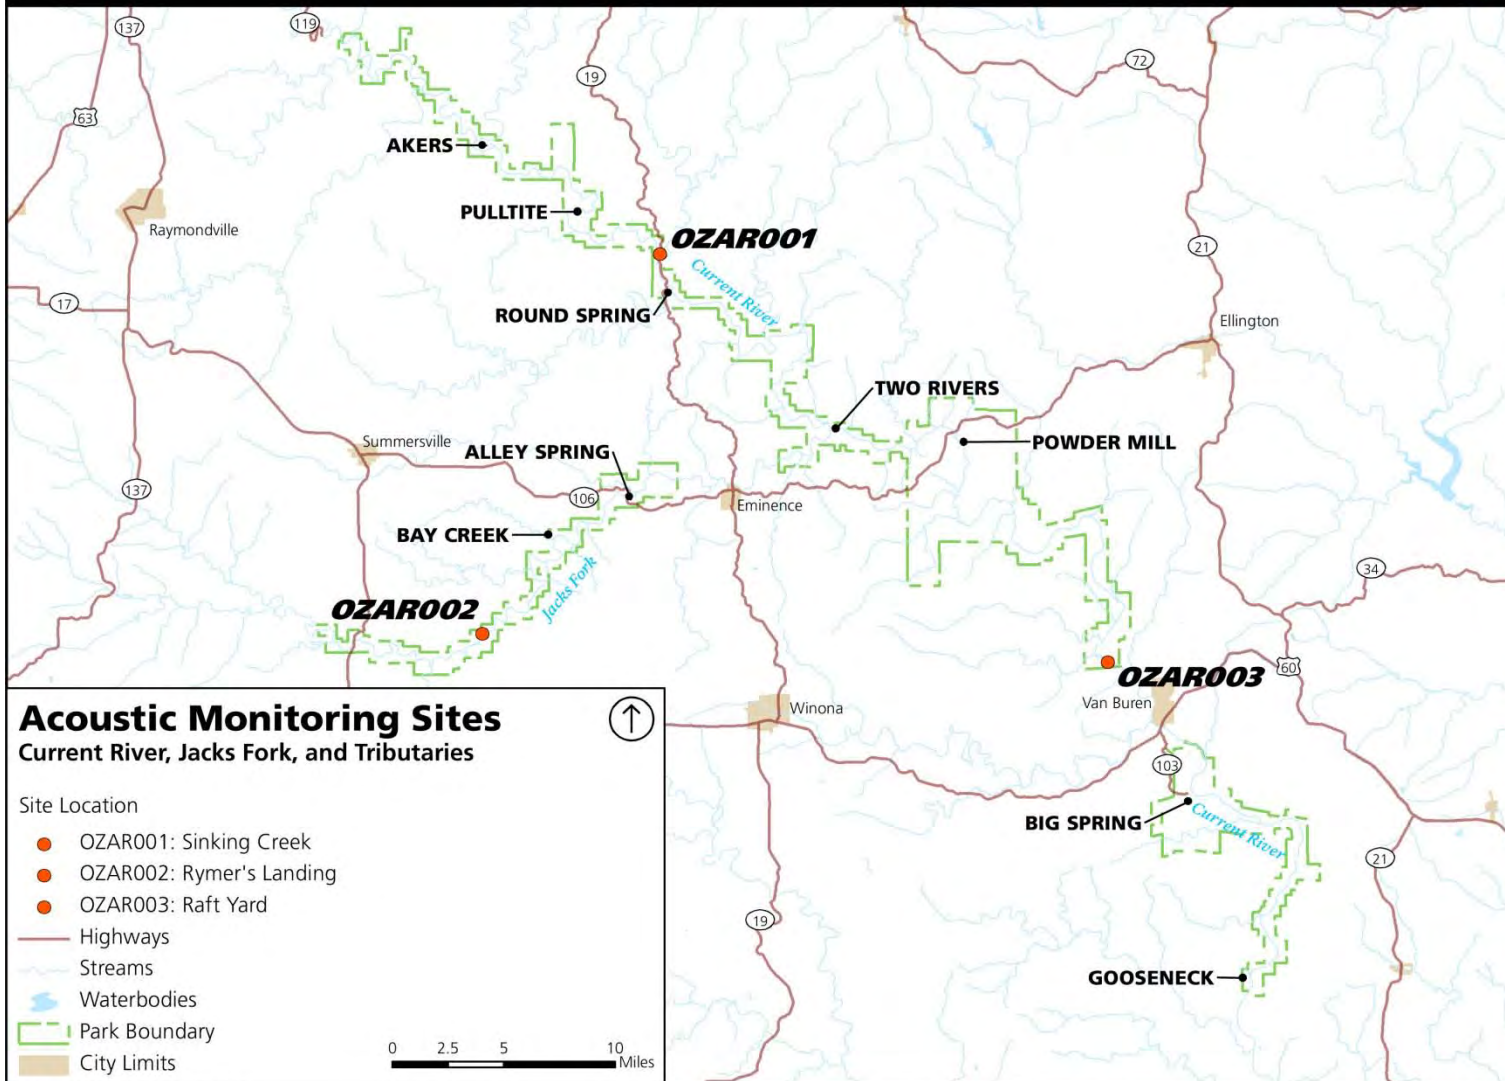 119
137
19
72
63
AKERS
PULLTITE
Raymondville
OZAR001
21
Current River
17
ROUND SPRING
Ellington
TWO RIVERS
Summersville
ALLEY SPRING
POWDER MILL
137
106
Eminence
BAY CREEK
Jacks Fork
34
OZAR002
60
OZAR003
Van Buren
Winona
103
BIG SPRING
Current River
21
19
GOOSENECK
Acoustic Monitoring Sites
Current River, Jacks Fork, and Tributaries
Site Location
OZAR001: Sinking Creek
OZAR002: Rymer's Landing
OZAR003: Raft Yard
Highways
Streams
Waterbodies
Park Boundary
City Limits
0 2.5 5 10
Miles